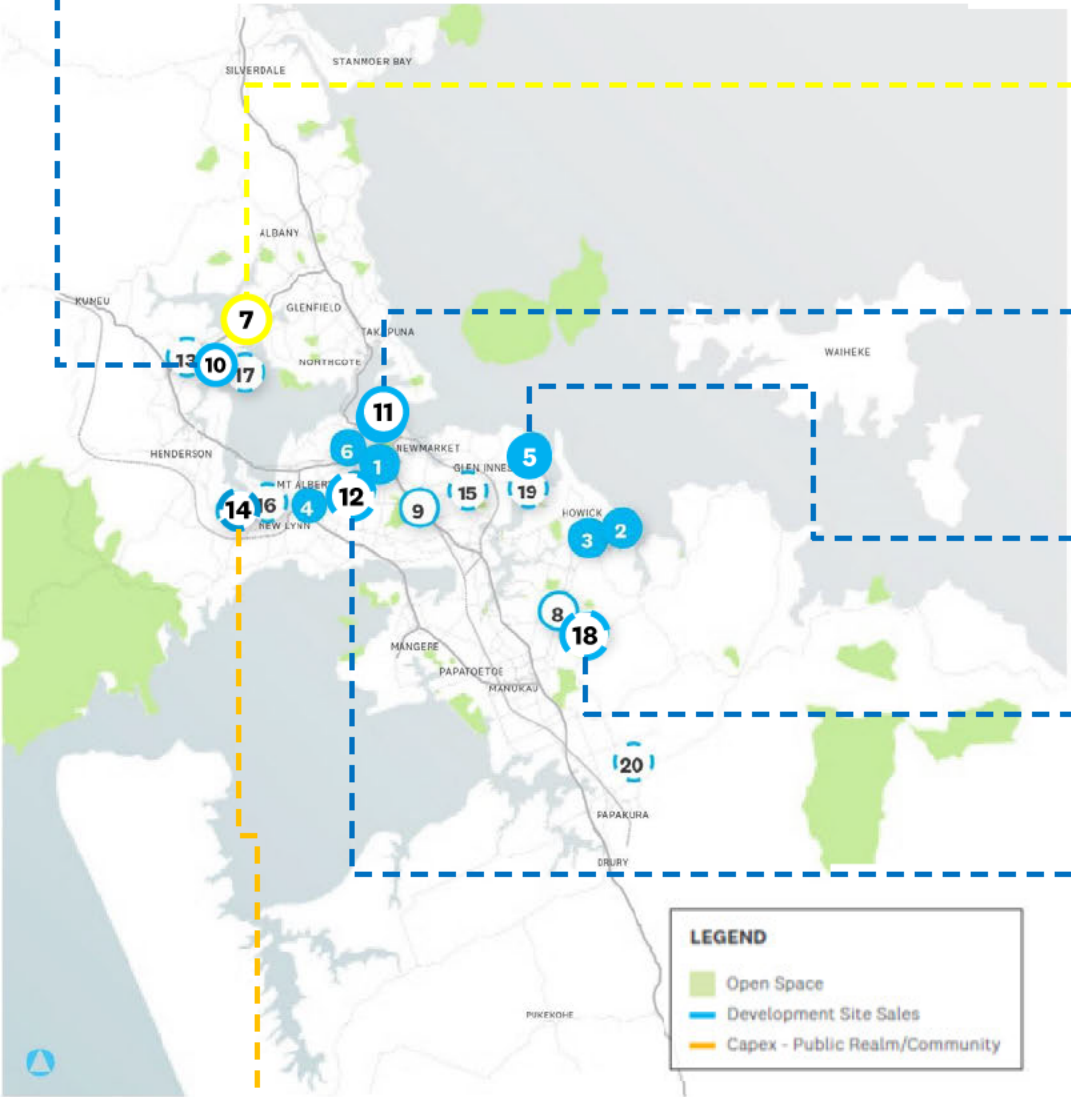 STANMOER BAY
SILVERDALE
ALBANY
KUMEU
GLENFIELD
7
TAKAPUNA
13
10
17
NORTHCOTE
WAIHEKE
11
6
NEWMARKET
1
5
HENDERSON
GLEN INNES
MT ALBERT
12
15
19
14
16
4
9
HOWICK
NEW LYNN
3
2
8
18
MANGERE
PAPATOETOE
MANUKAU
20
PAPAKURA
DRURY
LEGEND
Open Space
Development Site Sales
PUKEKOHE
Capex - Public Realm/Community